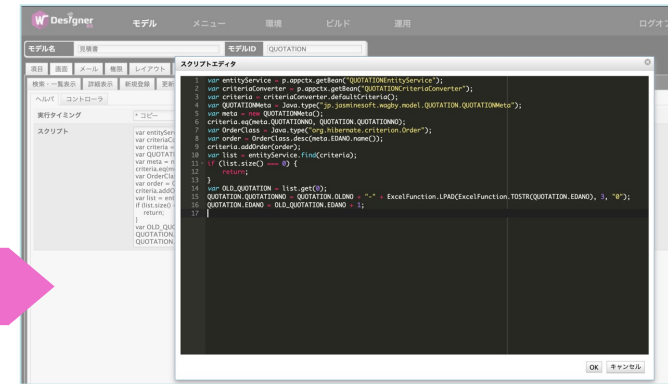 W Designer
モデル
メニュー
環境
ビルド
運用
ログオフ
モデル名 見積書 モデルID QUOTATION
項目 画面 メール 権限 レイアウト
検索・一覧表示 詳細表示 新規登録 更新
ヘルパ コントローラ
実行タイミング * コピー
スクリプト
var entitySer
var criteriaCo
var criteria =
var QUOTATI
var meta = n
criteria.eq(m
var OrderCla
var order = O
criteria.addO
var list = ent
if (list.size()
return;
}
var OLD_QUO
QUOTATION.
QUOTATION.
スクリプトエディタ
1 var entityService = p.appctx.getBean("QUOTATIONEntityService");
2 var criteriaConverter = p.appctx.getBean("QUOTATIONCriteriaConverter");
3 var criteria = criteriaConverter.defaultCriteria();
4 var QUOTATIONMeta = Java.type("jp.jasminesoft.wagby.model.QUOTATION.QUOTATIONMeta");
5 var meta = new QUOTATIONMeta();
6 criteria.eq(meta.QUOTATIONNO, QUOTATION.QUOTATIONNO);
7 var OrderClass = Java.type("org.hibernate.criterion.Order");
8 var order = OrderClass.desc(meta.EDANO.name());
9 criteria.addOrder(order);
10 var list = entityService.find(criteria);
11 if (list.size() === 0) {
12 return;
13 }
14 var OLD_QUOTATION = list.get(0);
15 QUOTATION.QUOTATIONNO = QUOTATION.OLDNO + "-" + ExcelFunction.LPAD(ExcelFunction.TOSTR(QUOTATION.EDANO), 3, "0");
16 QUOTATION.EDANO = OLD_QUOTATION.EDANO + 1;
17
OK キャンセル